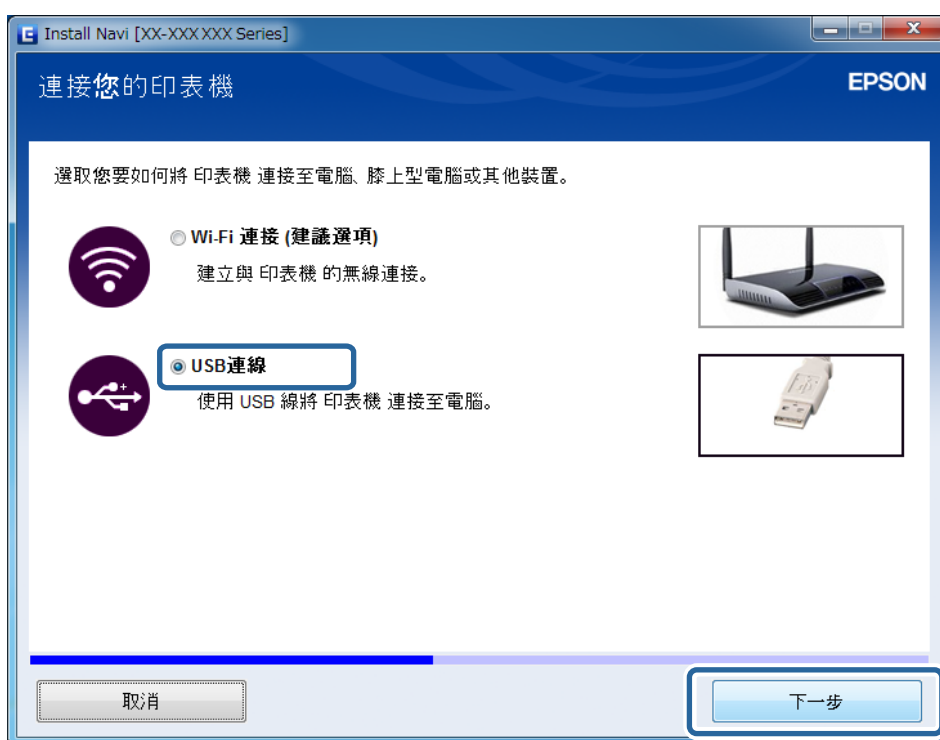 Install Navi [XX-XXXXXX Series]
連接您的印表機
EPSON
選取您要如何將 印表機 連接至電腦、膝上型電腦或其他裝置。
Wi-Fi 連接 (建議選項)
建立與 印表機 的無線連接。
USB連線
使用 USB 線將 印表機 連接至電腦。
取消
下一步